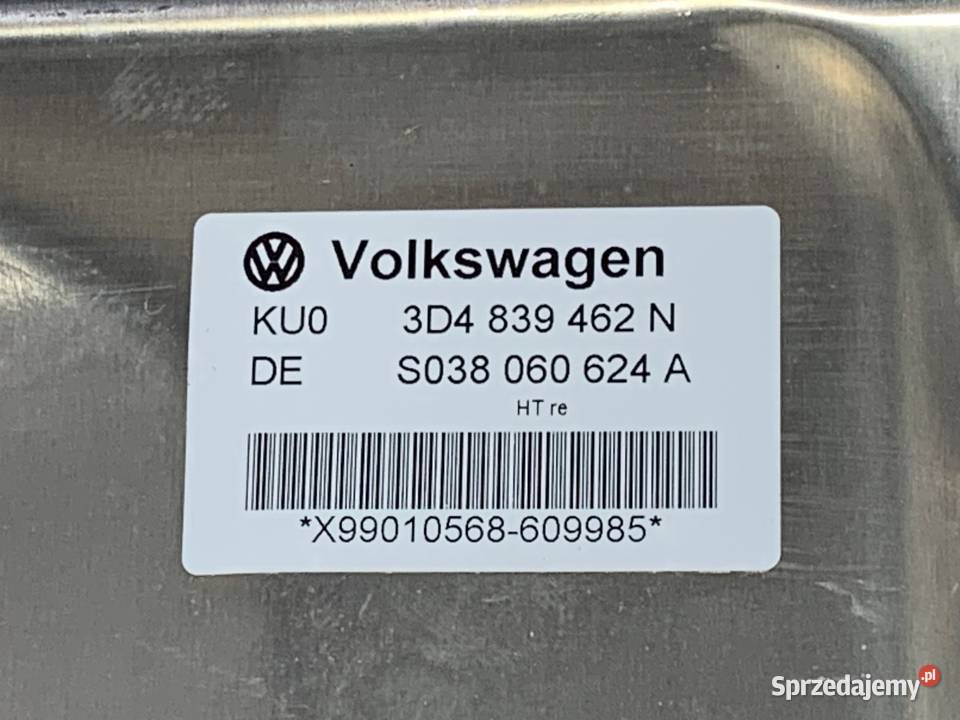 Volkswagen
KU0 3D4 839 462 N
DE S038 060 624 A
HT re
*X99010568-609985*
Sprzedajemy.pl